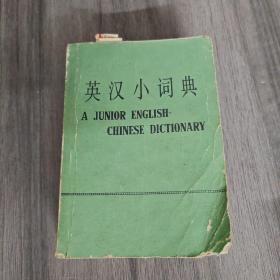 英汉小词典
A JUNIOR ENGLISH-
CHINESE DICTIONARY